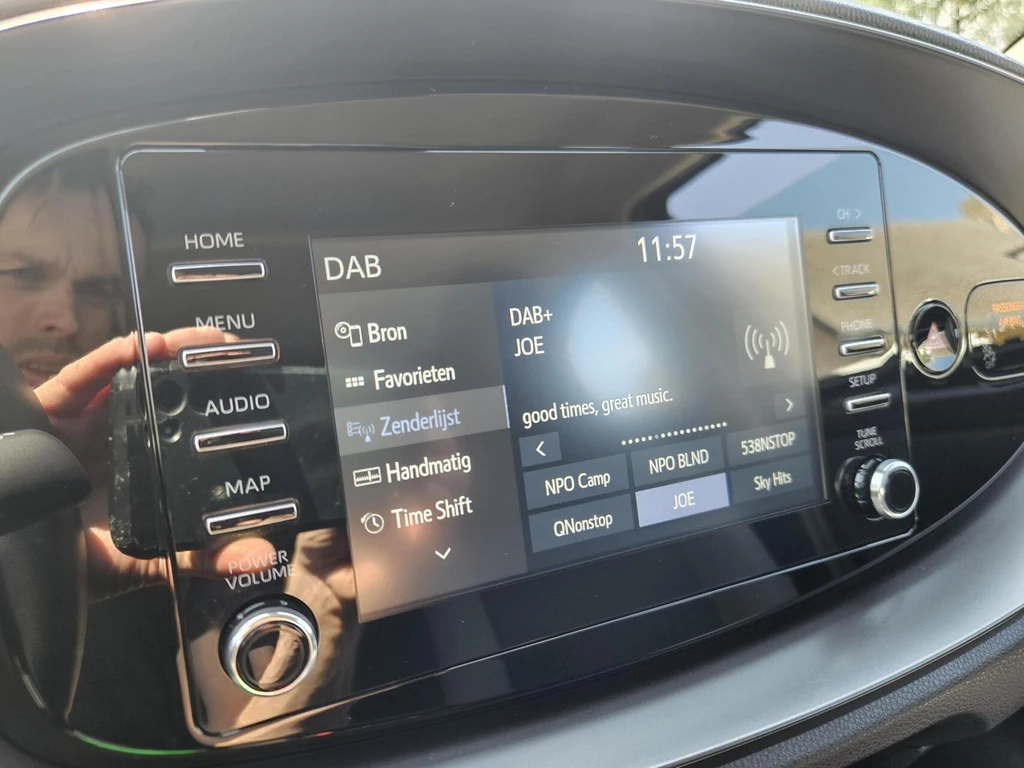 HOME
MENU
AUDIO
MAP
POWER
VOLUME
DAB
11:57
Bron
Favorieten
Zenderlijst
Handmatig
Time Shift
DAB+
JOE
good times, great music.
NPO Camp
NPO BLND
538NSTOP
QNonstop
JOE
Sky Hits
CH >
<TRACK
PHONE
SETUP
TUNE
SCROLL
PASSENGER